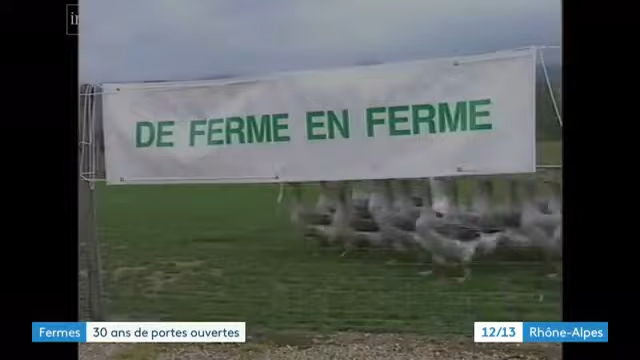 DE FERME EN FERME
Fermes 30 ans de portes ouvertes
12/13 Rhône-Alpes